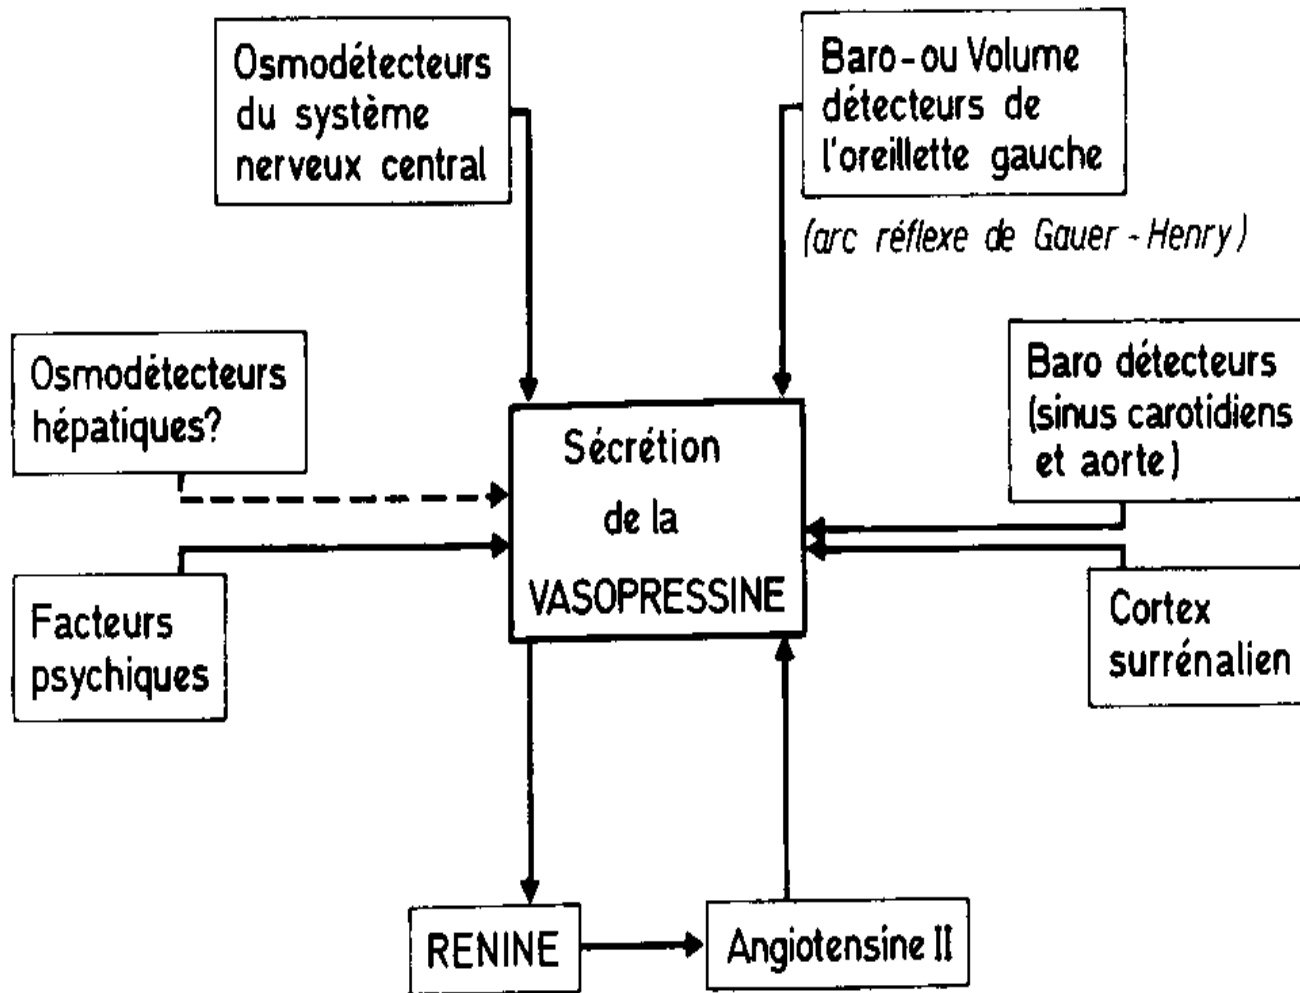 Osmodétecteurs
du système
nerveux central
Baro-ou Volume
détecteurs de
l'oreillette gauche
(arc réflexe de Gauer-Henry)
Osmodétecteurs
hépatiques?
Baro détecteurs
(sinus carotidiens
et aorte)
Sécrétion
de la
VASOPRESSINE
Facteurs
psychiques
Cortex
surrénalien
RENINE
Angiotensine II